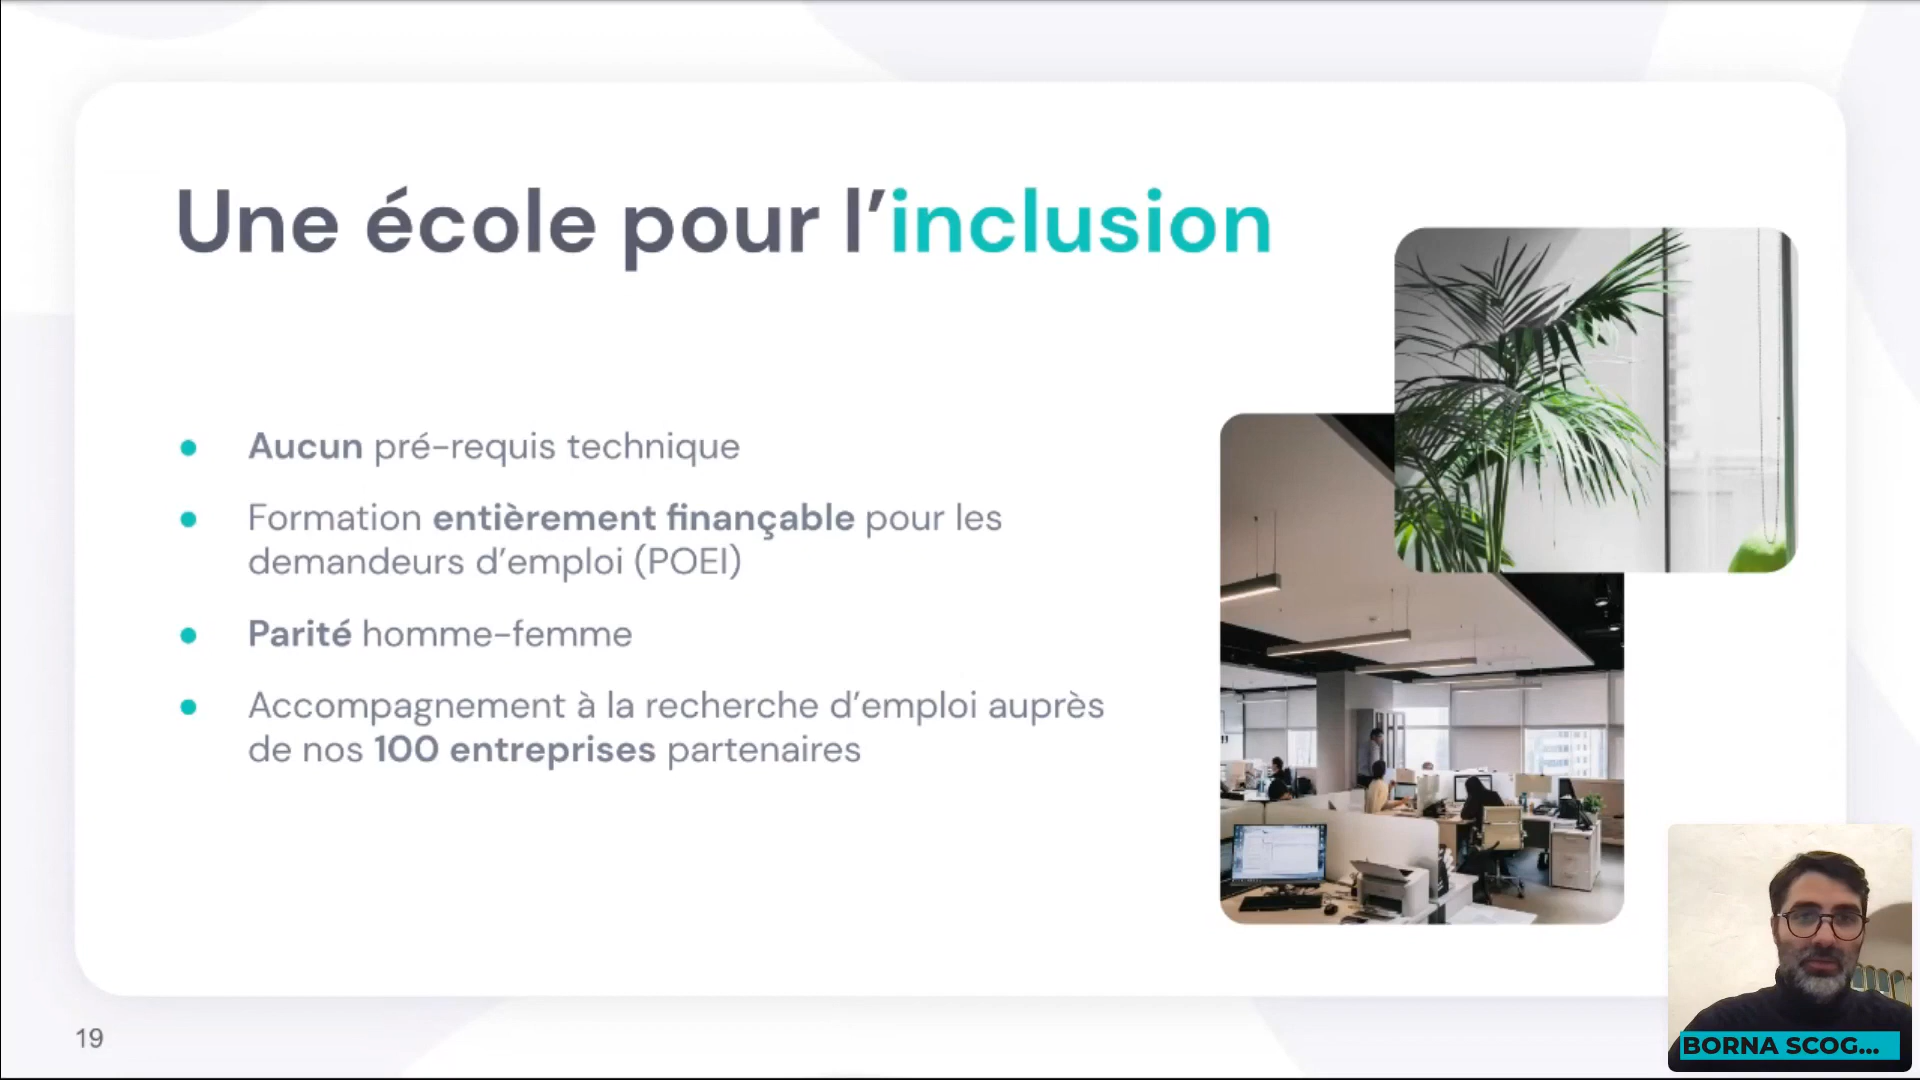 Une école pour l’inclusion
Aucun pré-requis technique
Formation entièrement finançable pour les
demandeurs d’emploi (POEI)
Parité homme-femme
Accompagnement à la recherche d’emploi auprès
de nos 100 entreprises partenaires
19
BORNA SCOG...